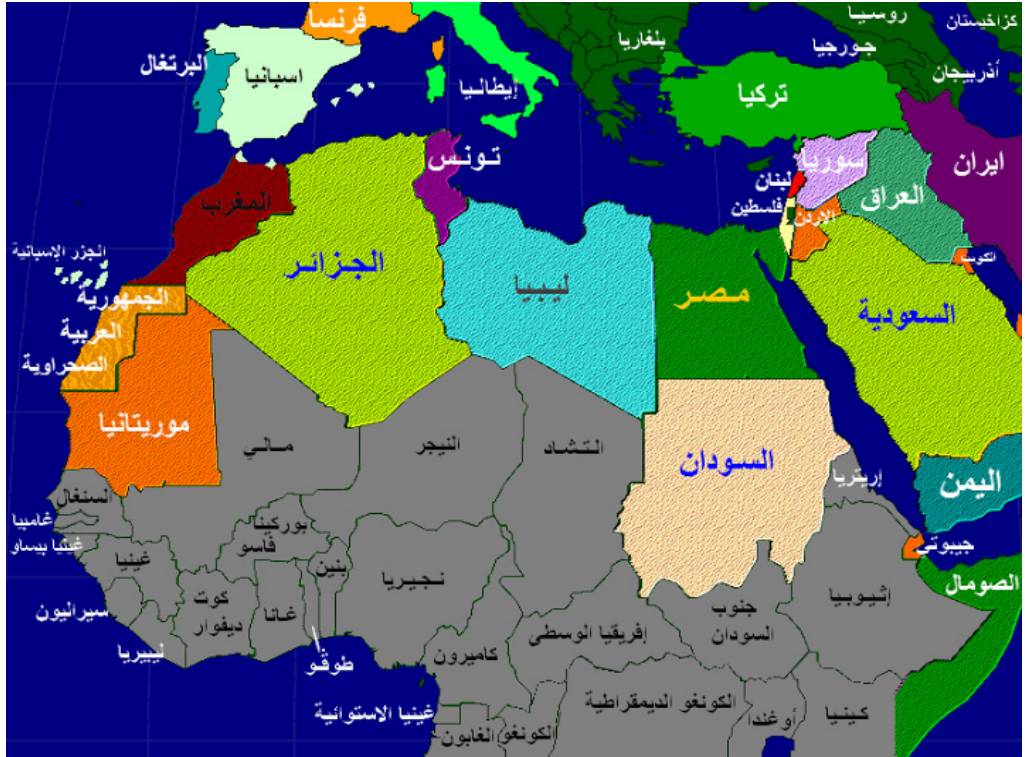 روسيا
كزاخيستان
فرنسا
بلغاريا
جورجيا
أذربيجان
البرتغال
اسبانيا
إيطاليا
تركيا
ايران
تونس
سوريا
لبنان
فلسطين
العراق
الاردن
المغرب
الجزر الإسبانية
الجزائر
ليبيا
مصر
الكويت
السعودية
الجمهورية
العربية
الصحراوية
موريتانيا
مالي
النيجر
التشاد
السودان
إريتريا
اليمن
السنغال
غامبيا
غينيا بيساو
جيبوتي
بوركينا
فاسو
غينيا
بنين
نجيريا
الصومال
إثيوبيا
كوت
ديفوار
غانا
سيراليون
جنوب
السودان
إفريقيا الوسطى
ليبيريا
طوقو
كاميرون
غينيا الاستوائية
الغابون
الكونغو
الكونغو الديمقراطية
أوغندا
كينيا